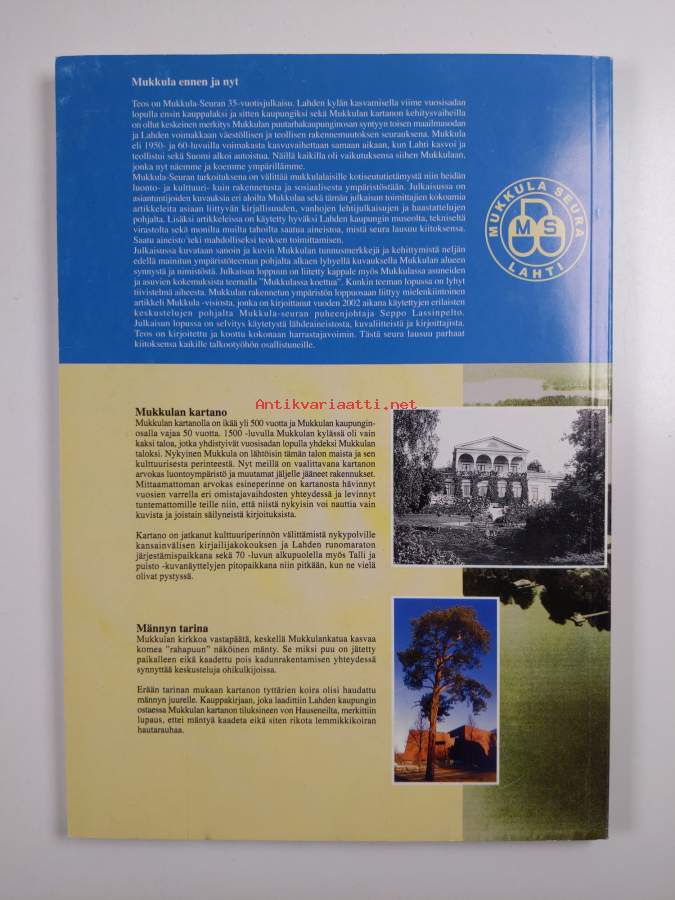 Mukkula ennen ja nyt
Teos on Mukkula-Seuran 35-vuotisjulkaisu. Lahden kylän kasvamisella viime vuosisadan
lopulla ensin kauppalaksi ja sitten kaupungiksi sekä Mukkulan kartanon kehitysvaiheilla
on ollut keskeinen merkitys Mukkulan puutarhakaupunginosan syntyyn toisen maailmansodan
ja Lahden voimakkaan väestöllisen ja teollisen rakennemuutoksen seurauksena. Mukkula
eli 1950- ja 60-luvuilla voimakasta kasvuvaihettaan samaan aikaan, kun Lahti kasvoi ja
teollistui sekä Suomi alkoi autoistua. Näillä kaikilla oli vaikutuksensa siihen Mukkulaan,
jonka nyt näemme ja koemme ympärillämme.
Mukkula-Seuran tarkoituksena on välittää mukkulalaisille kotiseututietämystä niin heidän
luonto- ja kulttuuri- kuin rakennetusta ja sosiaalisesta ympäristöstään. Julkaisussa on
asiantuntijoiden kuvauksia eri aloilta Mukkulaa sekä tämän julkaisun toimittajien kokoamia
artikkeleita asiaan liittyvän kirjallisuuden, vanhojen lehtijulkaisujen ja haastattelujen
pohjalta. Lisäksi artikkeleissa on käytetty hyväksi Lahden kaupungin museolta, tekniseltä
virastolta sekä monilta muilta tahoilta saatua aineistoa, mistä seura lausuu kiitoksensa.
Saatu aineisto teki mahdolliseksi teoksen toimittamisen.
Julkaisussa kuvataan sanoin ja kuvin Mukkulan tunnusmerkkejä ja kehittymistä neljän
edellä mainitun ympäristöteeman pohjalta alkaen lyhyellä kuvauksella Mukkulan alueen
synnystä ja nimistöstä. Julkaisun loppuun on liitetty kappale myös Mukkulassa asuneiden
ja asuvien kokemuksista teemalla "Mukkulassa koettua". Kunkin teeman lopussa on lyhyt
tiivistelmä aiheesta. Mukkulan rakennetun ympäristön loppuosaan liittyy mielenkiintoinen
artikkeli Mukkula -visiosta, jonka on kirjoittanut vuoden 2002 aikana käytettyjen erilaisten
keskustelujen pohjalta Mukkula-seuran puheenjohtaja Seppo Lassinpelto.
Julkaisun lopussa on selvitys käytetystä lähdeaineistosta, kuvaliitteistä ja kirjoittajista.
Teos on kirjoitettu ja koottu kokonaan harrastajavoimin. Tästä seura lausuu parhaat
kiitoksensa kaikille talkootyöhön osallistuneille.
MUKKULA SEURA
MS
LAHTI
Antikvariaatti.net
Mukkulan kartano
Mukkulan kartanolla on ikää yli 500 vuotta ja Mukkulan kaupungin-
osalla vajaa 50 vuotta. 1500 -luvulla Mukkulan kylässä oli vain
kaksi taloa, jotka yhdistyivät vuosisadan lopulla yhdeksi Mukkulan
taloksi. Nykyinen Mukkula on lähtöisin tämän talon maista ja sen
kulttuurisesta perinteestä. Nyt meillä on vaalittavana kartanon
arvokas luontoympäristö ja muutamat jäljelle jääneet rakennukset.
Mittaamattoman arvokas esineperinne on kartanosta hävinnyt
vuosien varrella eri omistajavaihdosten yhteydessä ja levinnyt
tuntemattomille teille niin, että niistä nykyisin voi nauttia vain
kuvista ja joistain säilyneistä kirjoituksista.
Kartano on jatkanut kulttuuriperinnön välittämistä nykypolville
kansainvälisen kirjailijakokouksen ja Lahden runomaraton
järjestämispaikkana sekä 70 -luvun alkupuolella myös Talli ja
puisto -kuvanäyttelyjen pitopaikkana niin pitkään, kun ne vielä
olivat pystyssä.
Männyn tarina
Mukkulan kirkkoa vastapäätä, keskellä Mukkulankatua kasvaa
komea "rahapuun" näköinen mänty. Se miksi puu on jätetty
paikalleen eikä kaadettu pois kadunrakentamisen yhteydessä
synnyttää keskusteluja ohikulkijoissa.
Erään tarinan mukaan kartanon tyttärien koira olisi haudattu
männyn juurelle. Kauppakirjaan, joka laadittiin Lahden kaupungin
ostaessa Mukkulan kartanon tiluksineen von Hauseneilta, merkittiin
lupaus, ettei mäntyä kaadeta eikä siten rikota lemmikkikoiran
hautarauhaa.